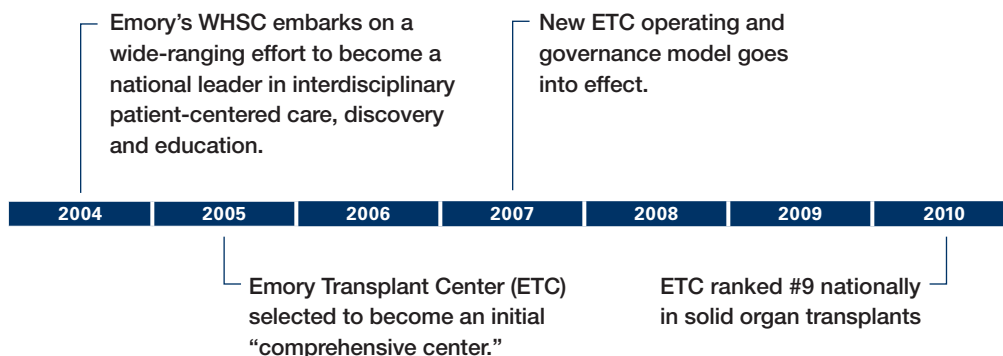 Emory's WHSC embarks on a
wide-ranging effort to become a
national leader in interdisciplinary
patient-centered care, discovery
and education.
New ETC operating and
governance model goes
into effect.
2004 2005 2006 2007 2008 2009 2010
Emory Transplant Center (ETC)
selected to become an initial
“comprehensive center.”
ETC ranked #9 nationally
in solid organ transplants